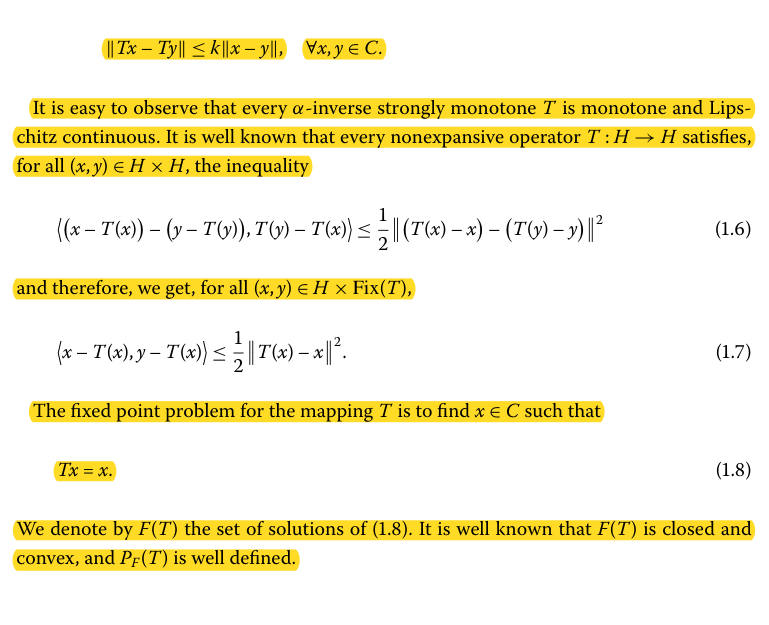 ‖Tx – Ty‖ ≤ k‖x – y‖, ∀x, y ∈ C.
It is easy to observe that every α-inverse strongly monotone T is monotone and Lips-
chitz continuous. It is well known that every nonexpansive operator T : H → H satisfies,
for all (x, y) ∈ H × H, the inequality
⟨(x – T(x)) – (y – T(y)), T(y) – T(x)⟩ ≤ 1/2 ‖(T(x) – x) – (T(y) – y)‖² (1.6)
and therefore, we get, for all (x, y) ∈ H × Fix(T),
⟨x – T(x), y – T(x)⟩ ≤ 1/2 ‖T(x) – x‖². (1.7)
The fixed point problem for the mapping T is to find x ∈ C such that
Tx = x. (1.8)
We denote by F(T) the set of solutions of (1.8). It is well known that F(T) is closed and
convex, and P_F(T) is well defined.